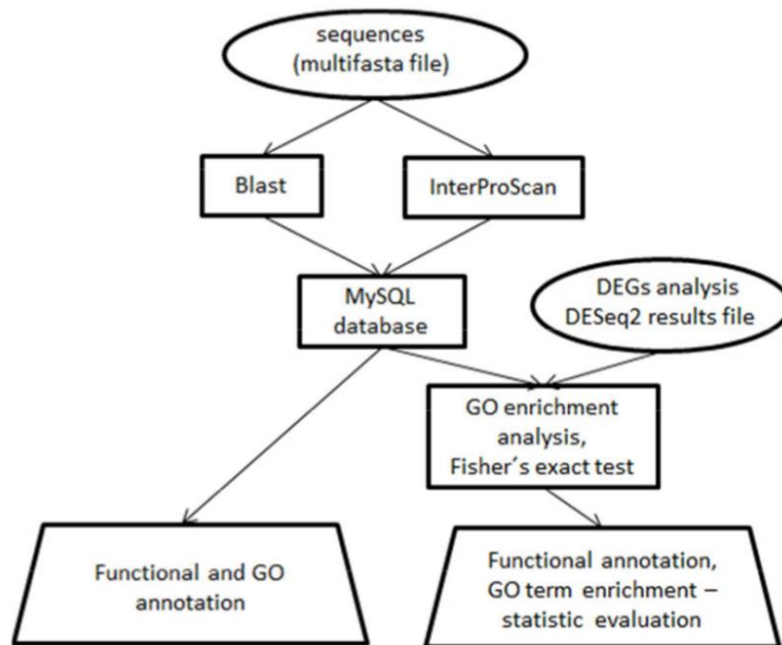 sequences
(multifasta file)
Blast
InterProScan
MySQL
database
DEGs analysis
DESeq2 results file
GO enrichment
analysis,
Fisher´s exact test
Functional and GO
annotation
Functional annotation,
GO term enrichment –
statistic evaluation